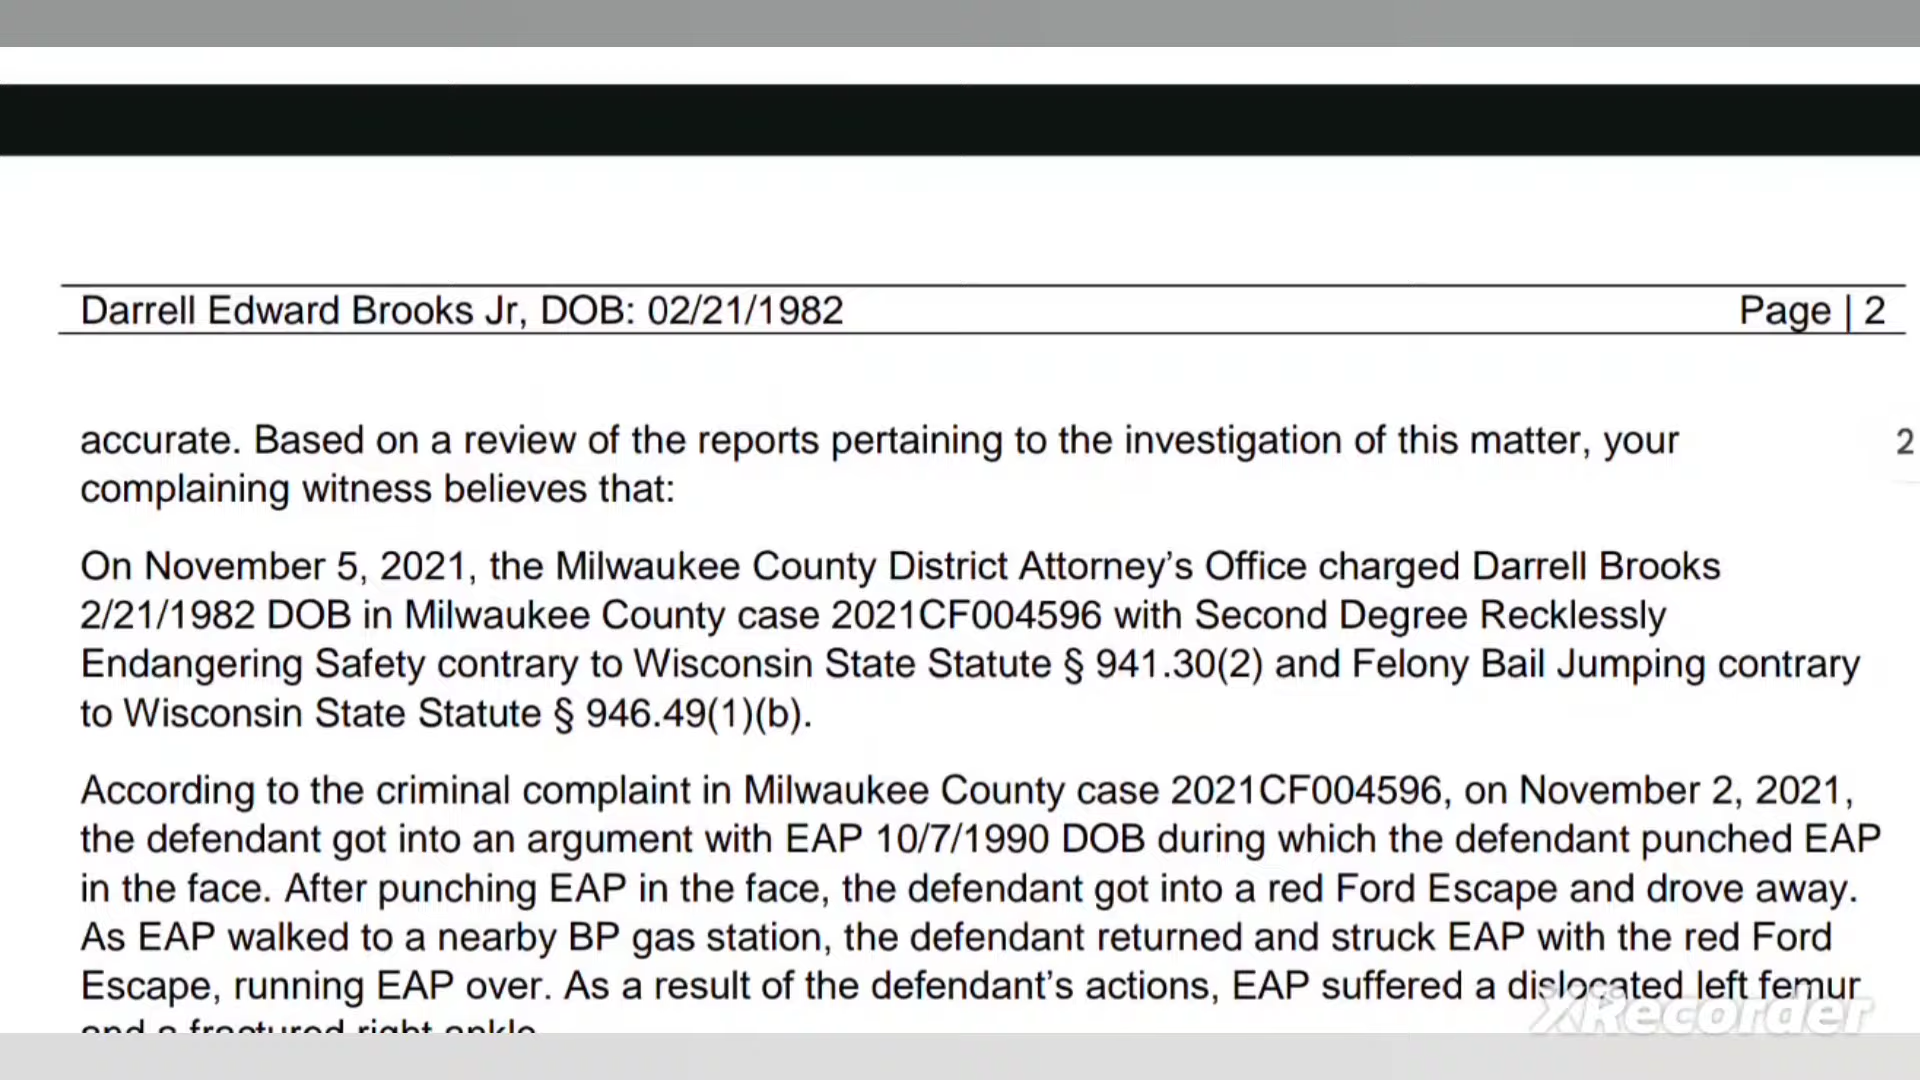 Darrell Edward Brooks Jr, DOB: 02/21/1982 Page | 2
accurate. Based on a review of the reports pertaining to the investigation of this matter, your
2
complaining witness believes that:
On November 5, 2021, the Milwaukee County District Attorney’s Office charged Darrell Brooks
2/21/1982 DOB in Milwaukee County case 2021CF004596 with Second Degree Recklessly
Endangering Safety contrary to Wisconsin State Statute § 941.30(2) and Felony Bail Jumping contrary
to Wisconsin State Statute § 946.49(1)(b).
According to the criminal complaint in Milwaukee County case 2021CF004596, on November 2, 2021,
the defendant got into an argument with EAP 10/7/1990 DOB during which the defendant punched EAP
in the face. After punching EAP in the face, the defendant got into a red Ford Escape and drove away.
As EAP walked to a nearby BP gas station, the defendant returned and struck EAP with the red Ford
Escape, running EAP over. As a result of the defendant’s actions, EAP suffered a dislocated left femur
and a fractured right ankle.
XRecorder